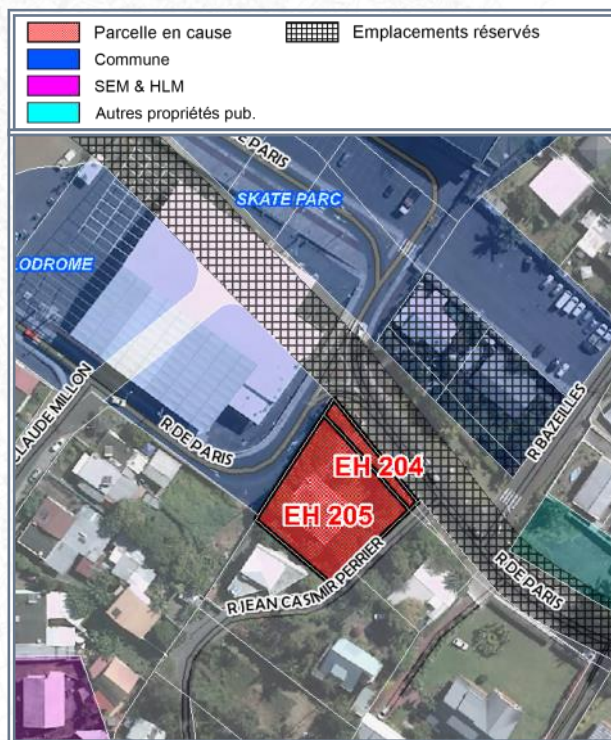 Parcelle en cause
Emplacements réservés
Commune
SEM & HLM
Autres propriétés pub.
E PARIS
SKATE PARC
LODROME
CLAUDE MILLON
R DE PARIS
R BAZEILLES
EH 204
EH 205
R JEAN CASIMIR PERRIER
R DE PARIS